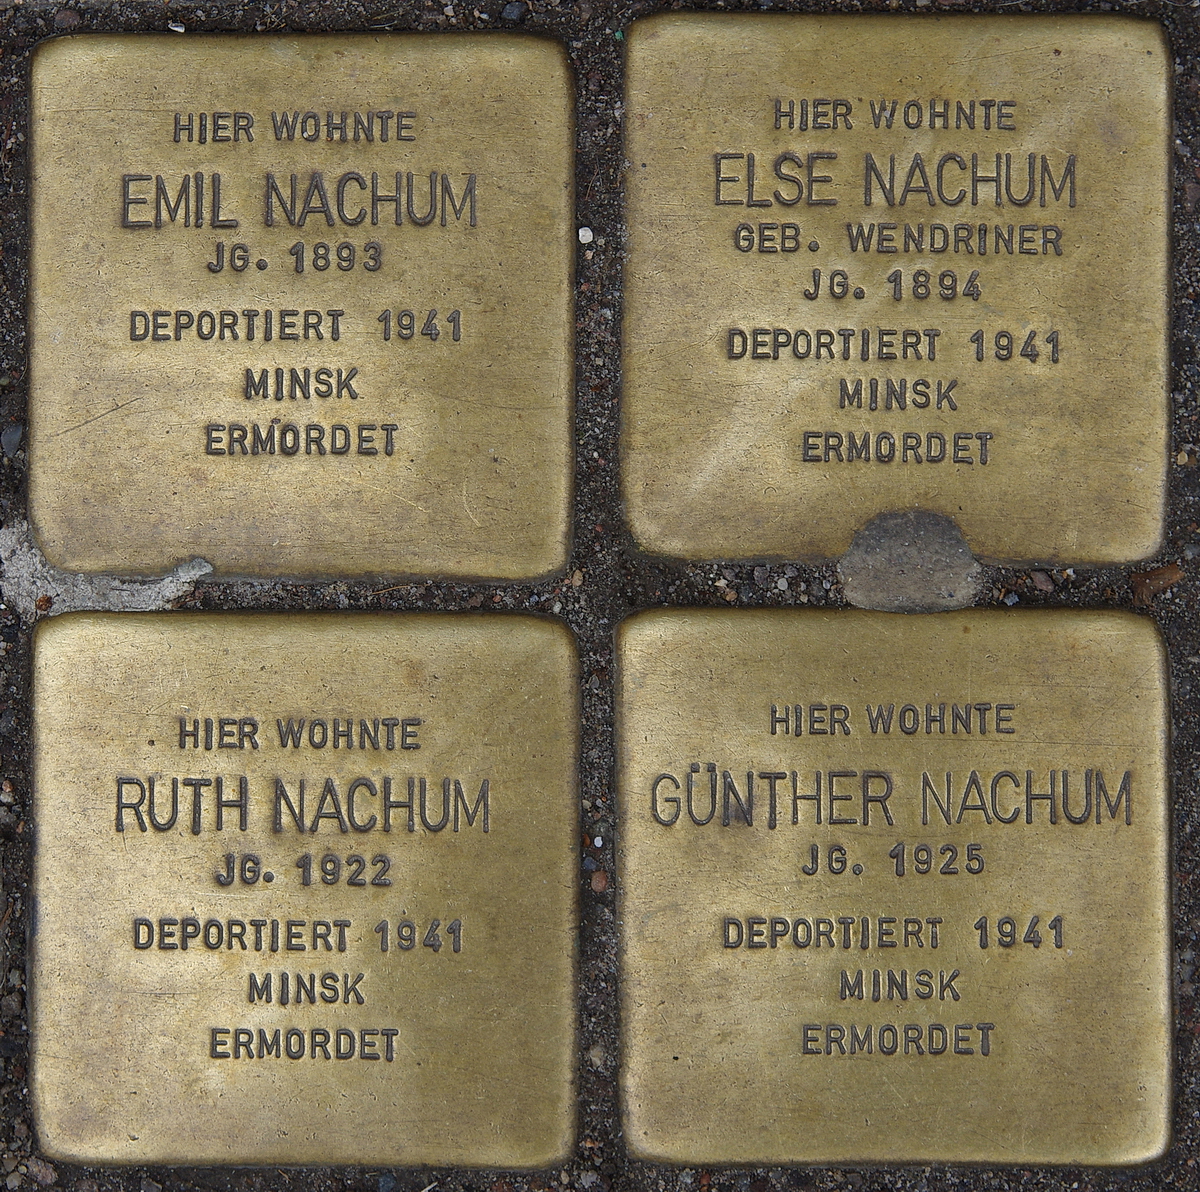 HIER WOHNTE
EMIL NACHUM
JG. 1893
DEPORTIERT 1941
MINSK
ERMORDET
HIER WOHNTE
ELSE NACHUM
GEB. WENDRINER
JG. 1894
DEPORTIERT 1941
MINSK
ERMORDET
HIER WOHNTE
RUTH NACHUM
JG. 1922
DEPORTIERT 1941
MINSK
ERMORDET
HIER WOHNTE
GÜNTHER NACHUM
JG. 1925
DEPORTIERT 1941
MINSK
ERMORDET